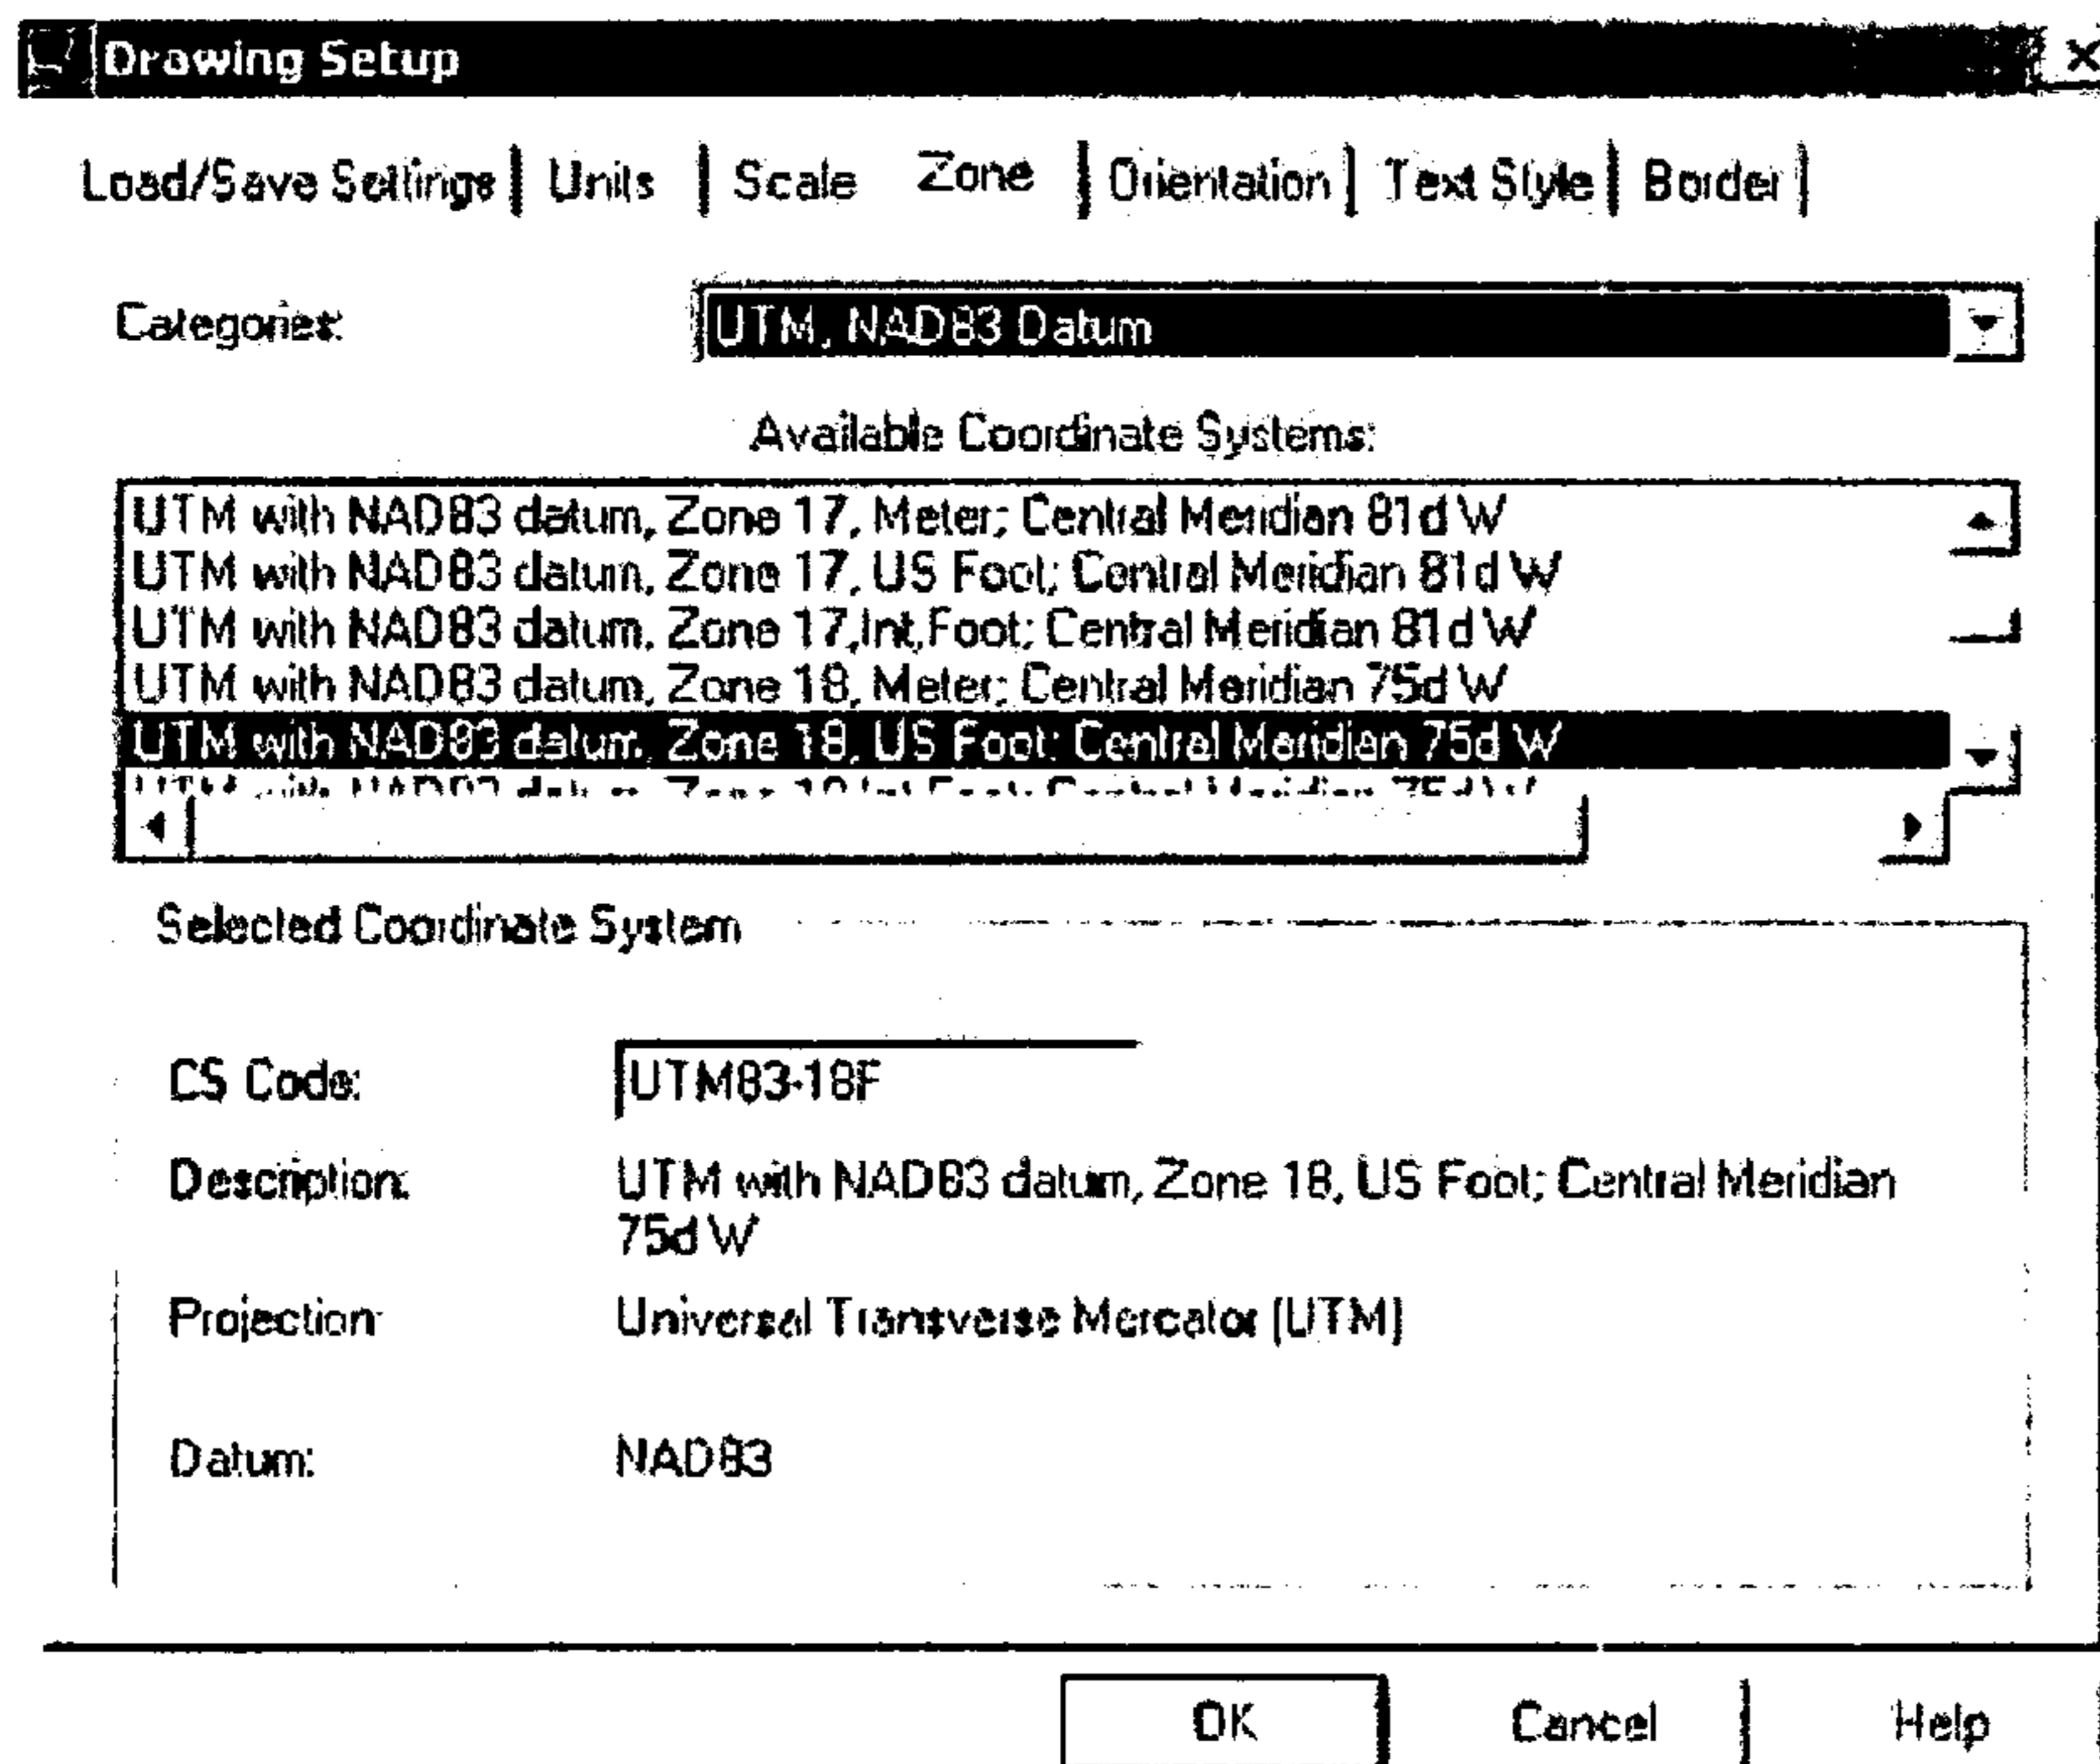 Drawing Setup
Load/Save Settings Units Scale Zone Orientation Text Style Border
Categories: UTM, NAD83 Datum
Available Coordinate Systems:
UTM with NAD83 datum, Zone 17, Meter; Central Meridian 81d W
UTM with NAD83 datum, Zone 17, US Foot; Central Meridian 81d W
UTM with NAD83 datum, Zone 17,Int,Foot; Central Meridian 81d W
UTM with NAD83 datum, Zone 18, Meter; Central Meridian 75d W
UTM with NAD83 datum, Zone 18, US Foot; Central Meridian 75d W
Selected Coordinate System
CS Code: UTM83-18F
Description: UTM with NAD83 datum, Zone 18, US Foot; Central Meridian
75d W
Projection: Universal Transverse Mercator (UTM)
Datum: NAD83
OK Cancel Help